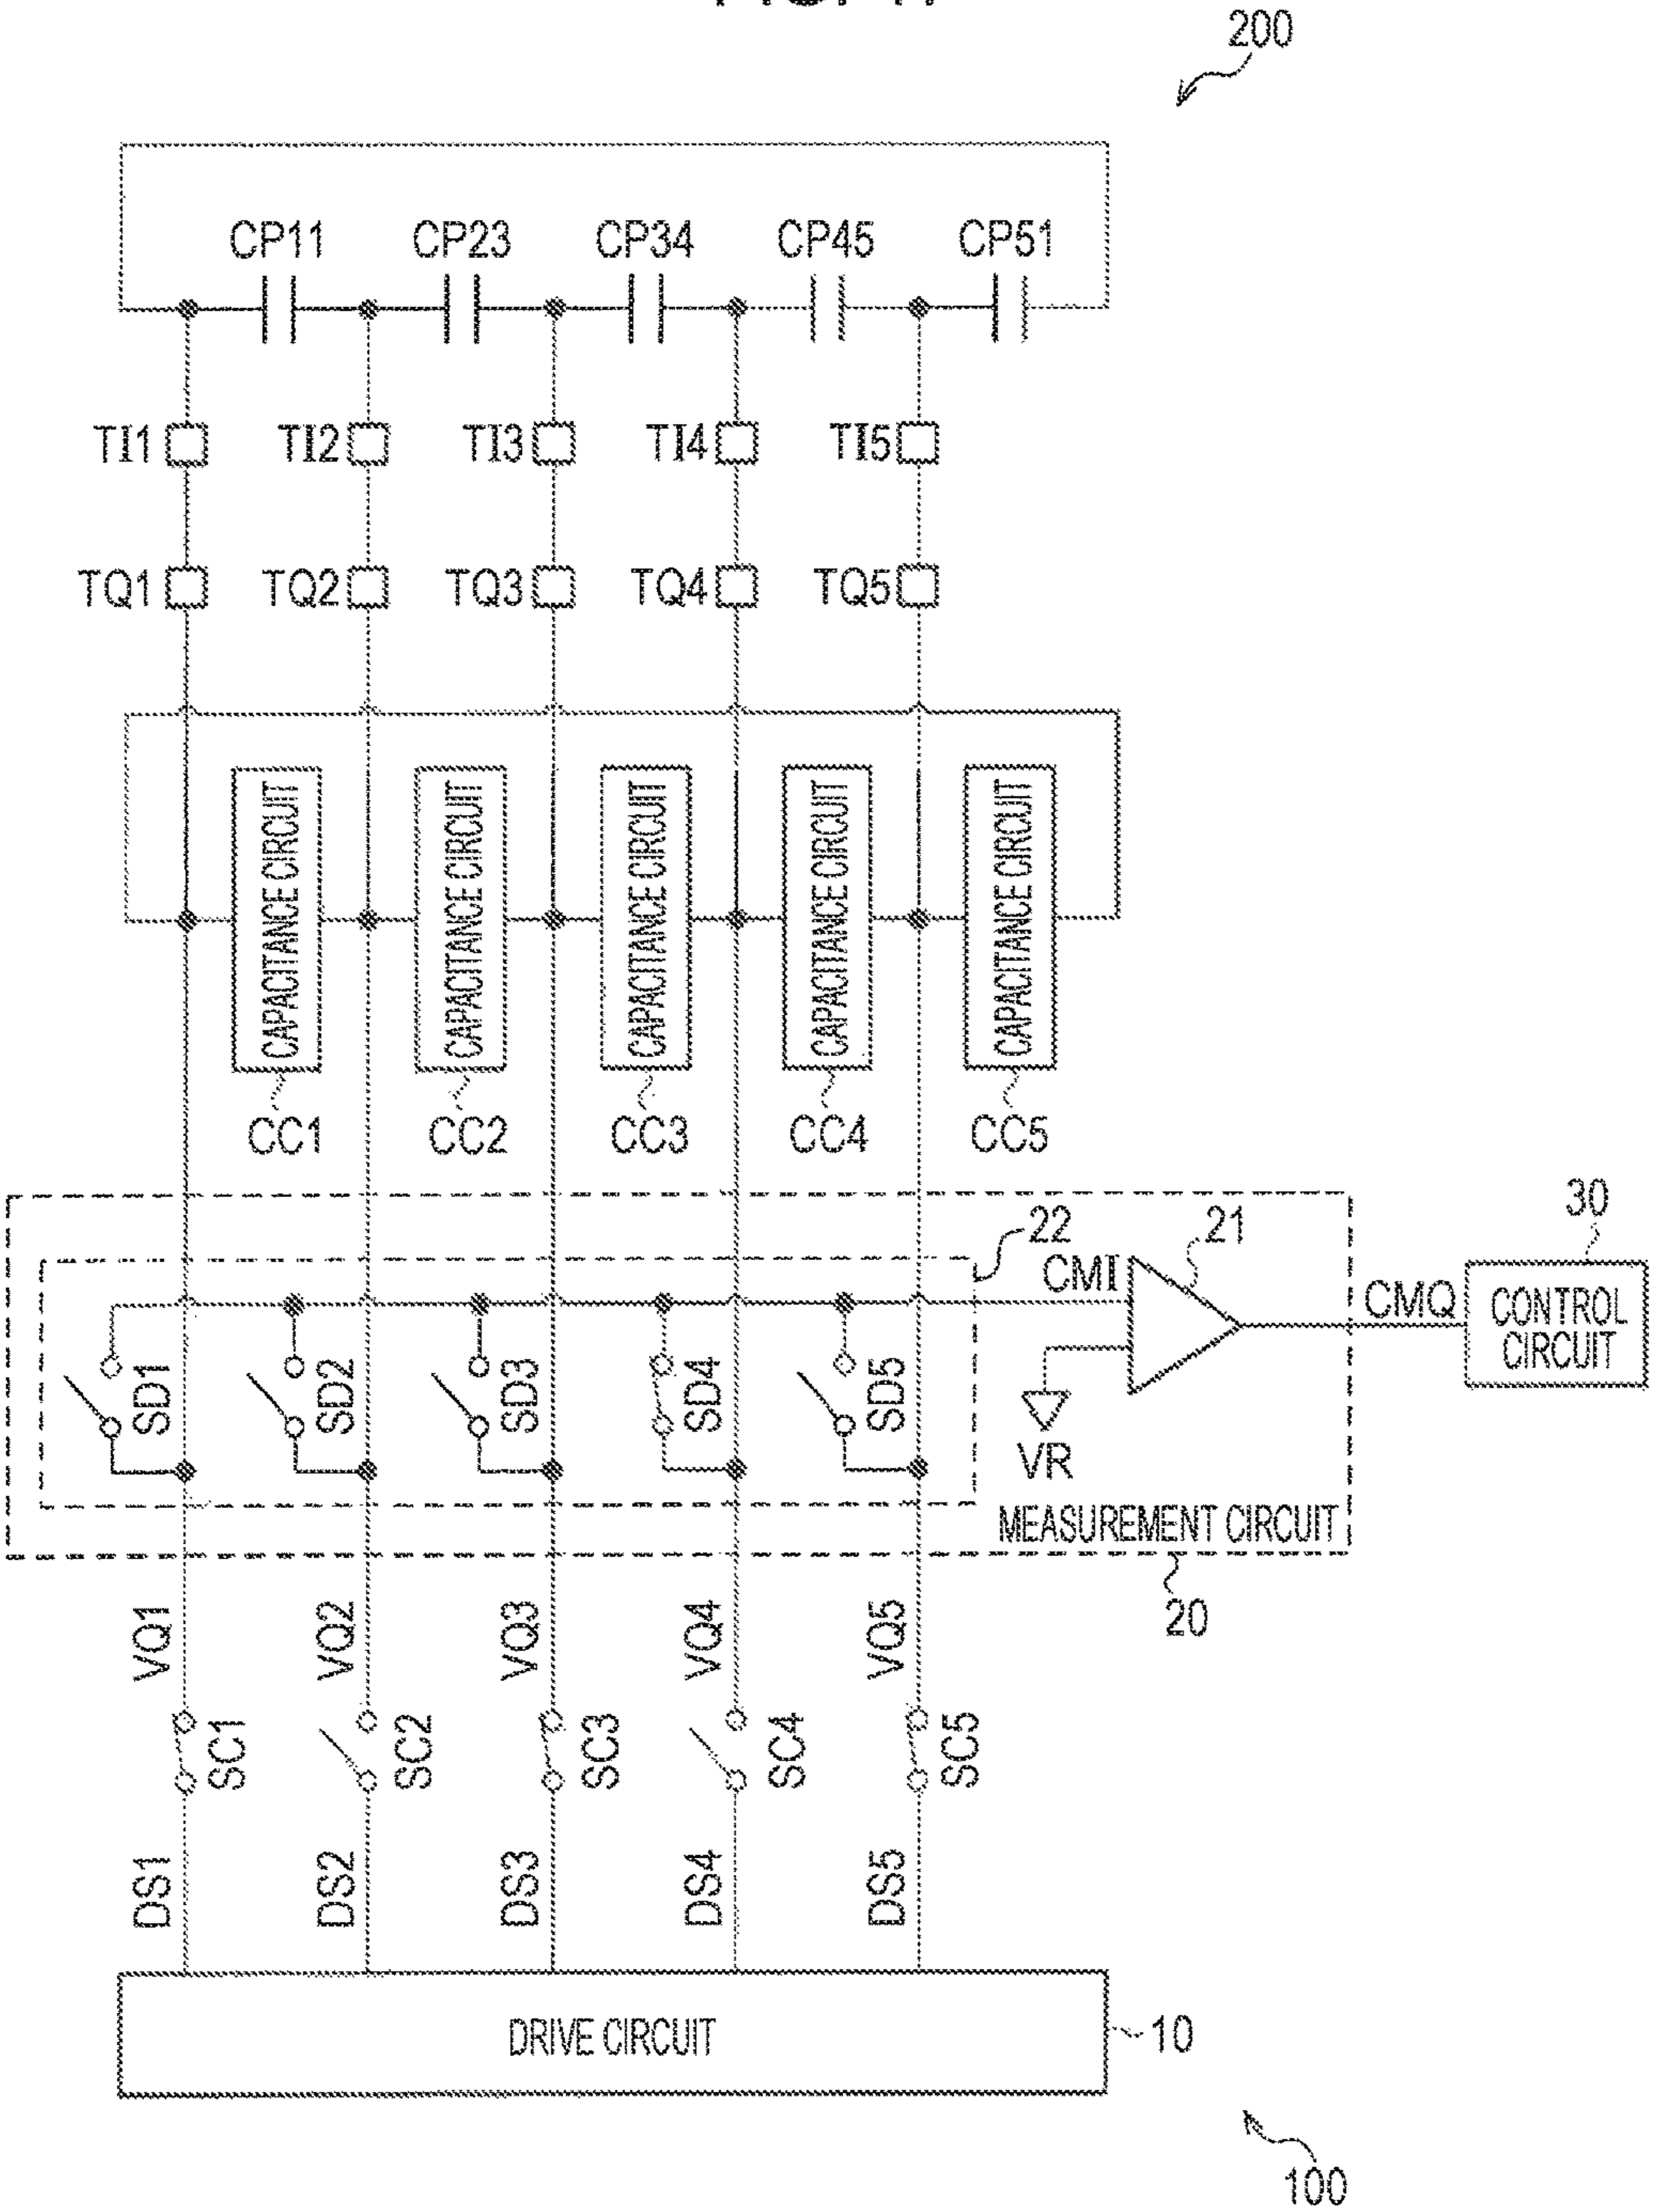 200
CP11 CP23 CP34 CP45 CP51
TI1 TI2 TI3 TI4 TI5
TQ1 TQ2 TQ3 TQ4 TQ5
CAPACITANCE CIRCUIT
CAPACITANCE CIRCUIT
CAPACITANCE CIRCUIT
CAPACITANCE CIRCUIT
CAPACITANCE CIRCUIT
CC1 CC2 CC3 CC4 CC5
22
21
30
CMI
CMQ
CONTROL
CIRCUIT
SD1 SD2 SD3 SD4 SD5
VR
MEASUREMENT CIRCUIT
20
VQ1 VQ2 VQ3 VQ4 VQ5
SC1 SC2 SC3 SC4 SC5
DS1 DS2 DS3 DS4 DS5
DRIVE CIRCUIT
10
100